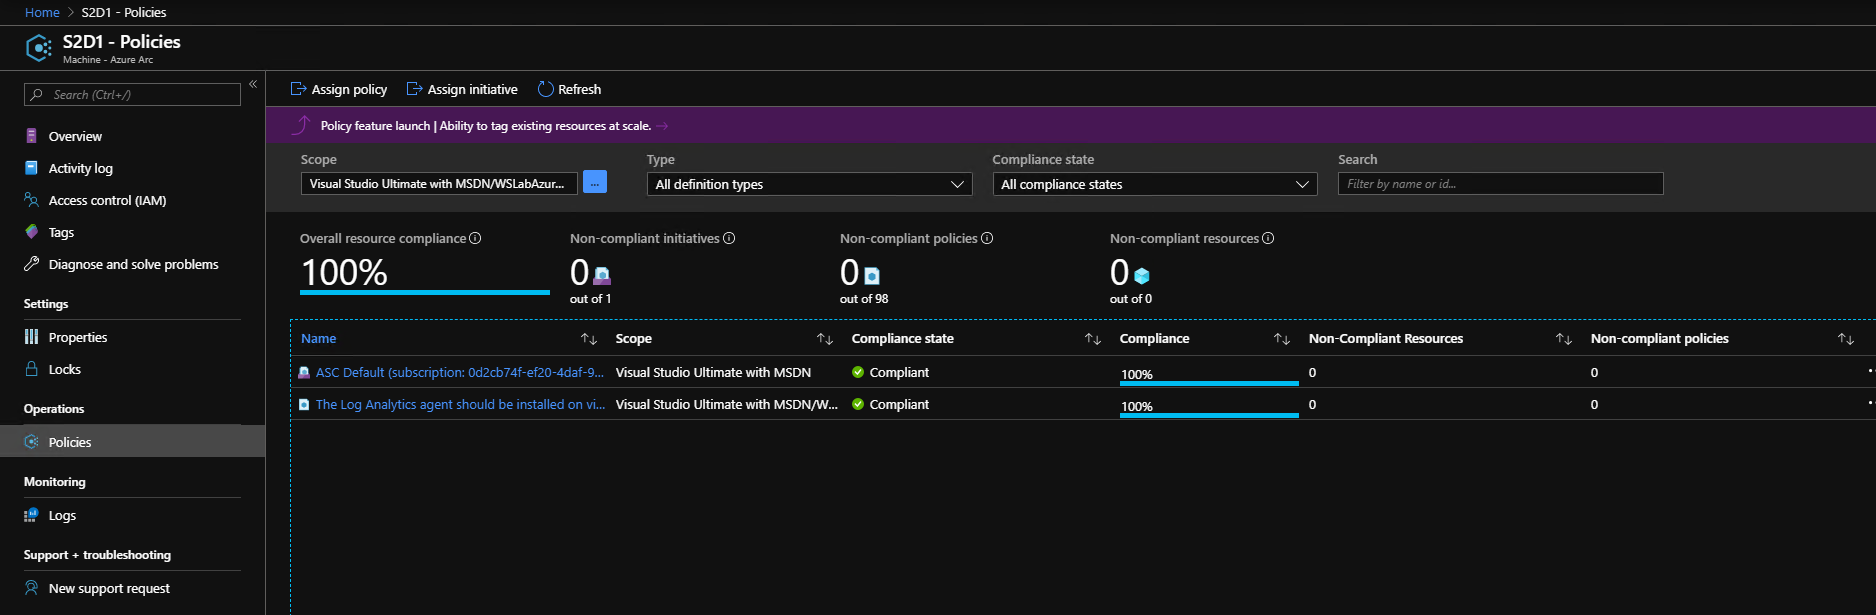 Home > S2D1 - Policies
S2D1 - Policies
Machine - Azure Arc
Search (Ctrl+/)
«
Overview
Activity log
Access control (IAM)
Tags
Diagnose and solve problems
Settings
Properties
Locks
Operations
Policies
Monitoring
Logs
Support + troubleshooting
New support request
Assign policy Assign initiative Refresh
Policy feature launch | Ability to tag existing resources at scale. →
Scope Type Compliance state Search
Visual Studio Ultimate with MSDN/WSLabAzur... ... All definition types All compliance states Filter by name or id...
Overall resource compliance Non-compliant initiatives Non-compliant policies Non-compliant resources
100% 0 0 0
out of 1 out of 98 out of 0
Name Scope Compliance state Compliance Non-Compliant Resources Non-compliant policies
ASC Default (subscription: 0d2cb74f-ef20-4daf-9... Visual Studio Ultimate with MSDN Compliant 100% 0 0
The Log Analytics agent should be installed on vi... Visual Studio Ultimate with MSDN/W... Compliant 100% 0 0